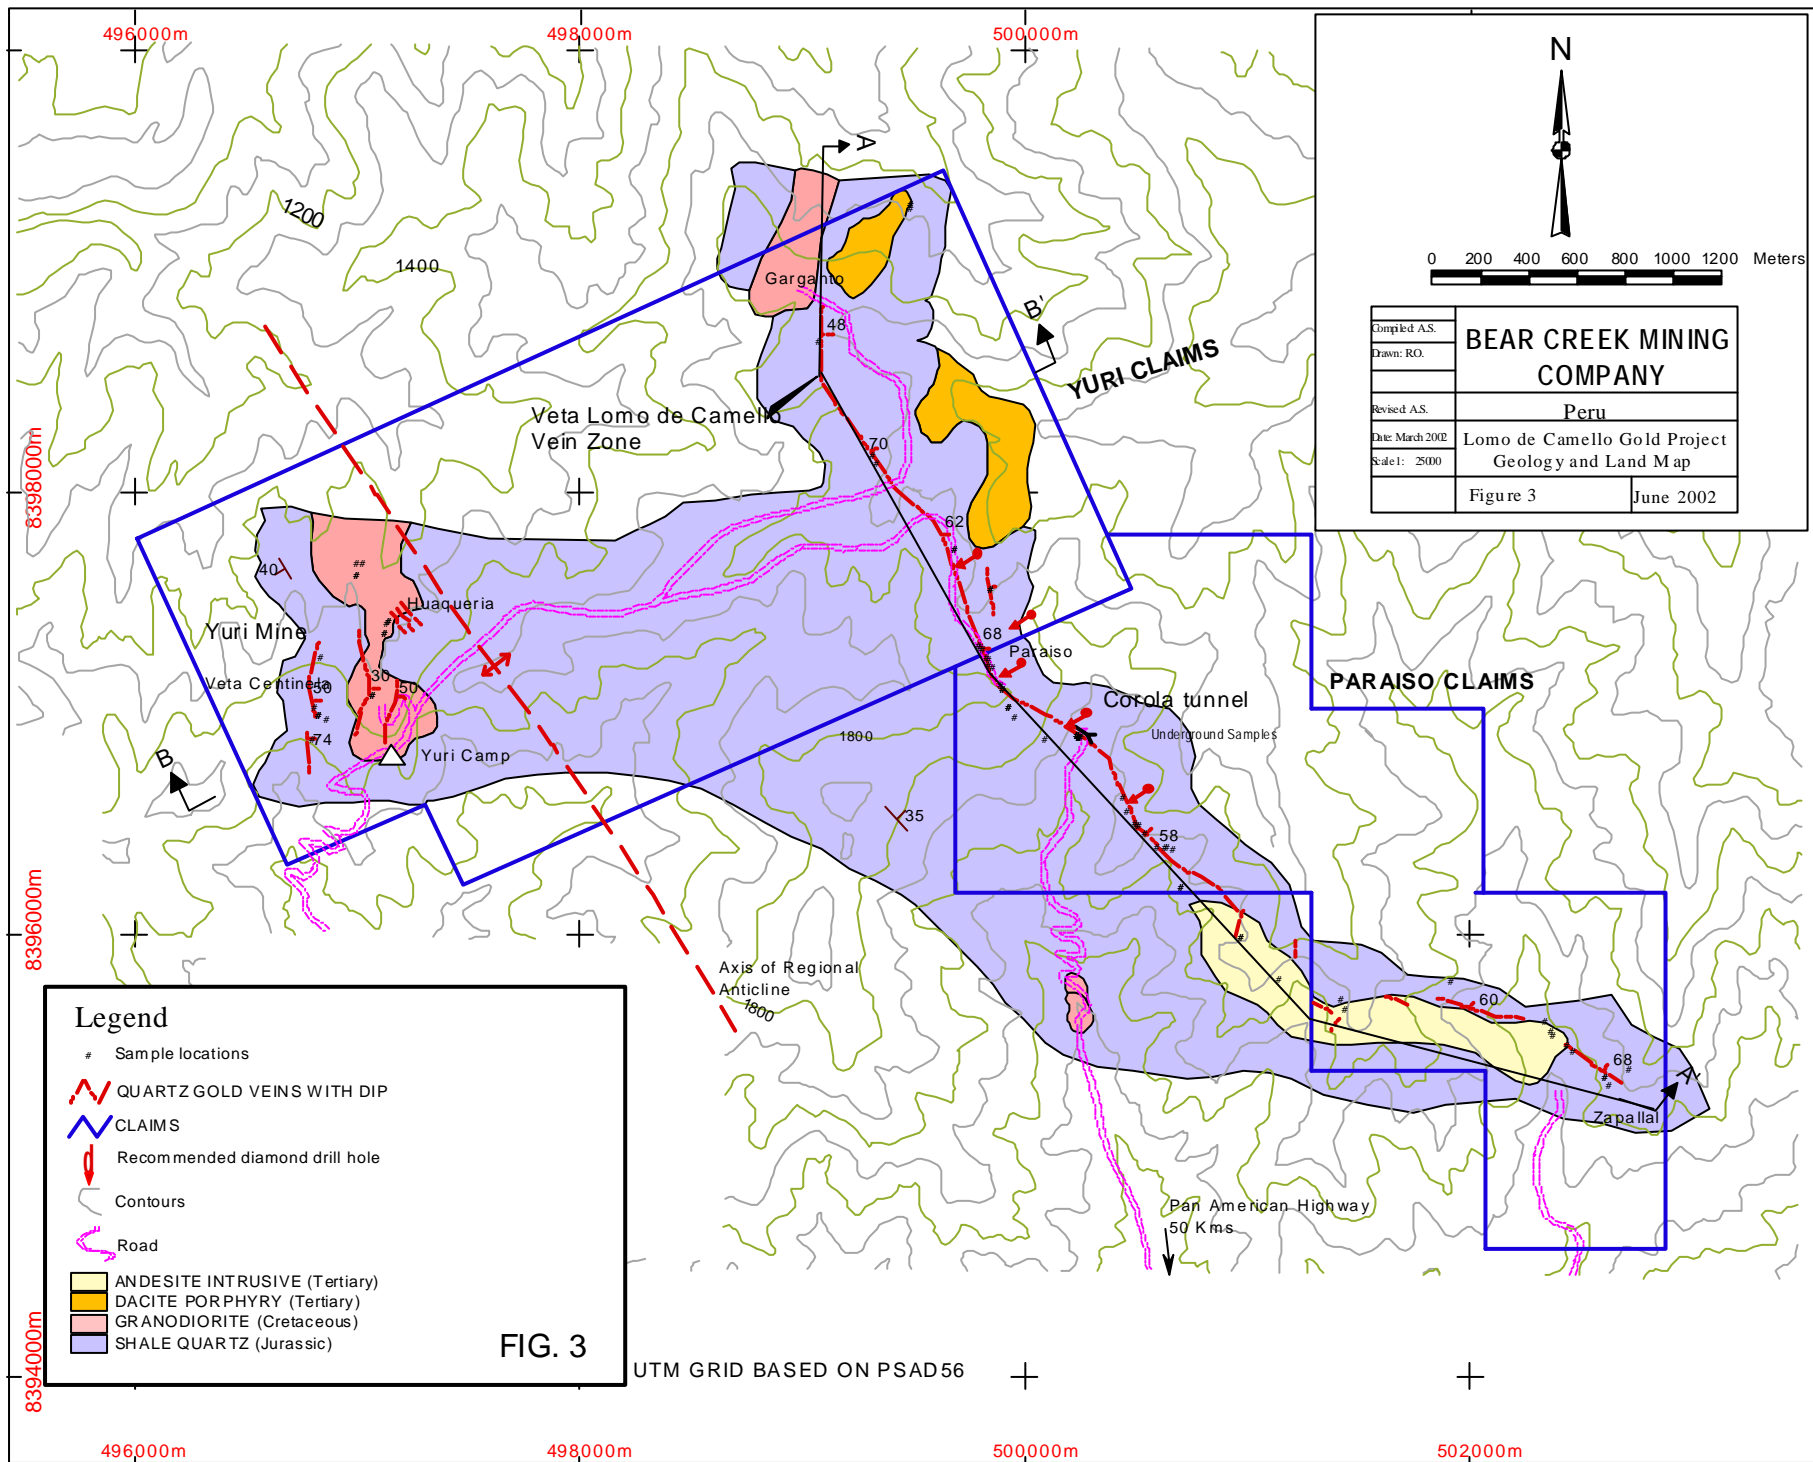 496000m
498000m
500000m
N
0 200 400 600 800 1000 1200 Meters
Compiled: A.S.
Drawn: R.O.
BEAR CREEK MINING
COMPANY
Revised: A.S.
Peru
Date: March 2002
Lomo de Camello Gold Project
Scale 1: 25000
Geology and Land Map
Figure 3
June 2002
A
1200
1400
Garganto
48
B'
YURI CLAIMS
Veta Lomo de Camello
Vein Zone
70
8398000m
62
40
Huaqueria
Yuri Mine
68
Paraiso
Veta Centinela
50
30
50
PARAISO CLAIMS
Corola tunnel
Underground Samples
74
1800
B
Yuri Camp
35
58
8396000m
Axis of Regional
Anticline
1800
60
68
A'
Zapallal
Pan American Highway
50 Kms
Legend
# Sample locations
QUARTZ GOLD VEINS WITH DIP
CLAIMS
Recommended diamond drill hole
Contours
Road
ANDESITE INTRUSIVE (Tertiary)
DACITE PORPHYRY (Tertiary)
GRANODIORITE (Cretaceous)
SHALE QUARTZ (Jurassic)
FIG. 3
8394000m
UTM GRID BASED ON PSAD56
496000m
498000m
500000m
502000m